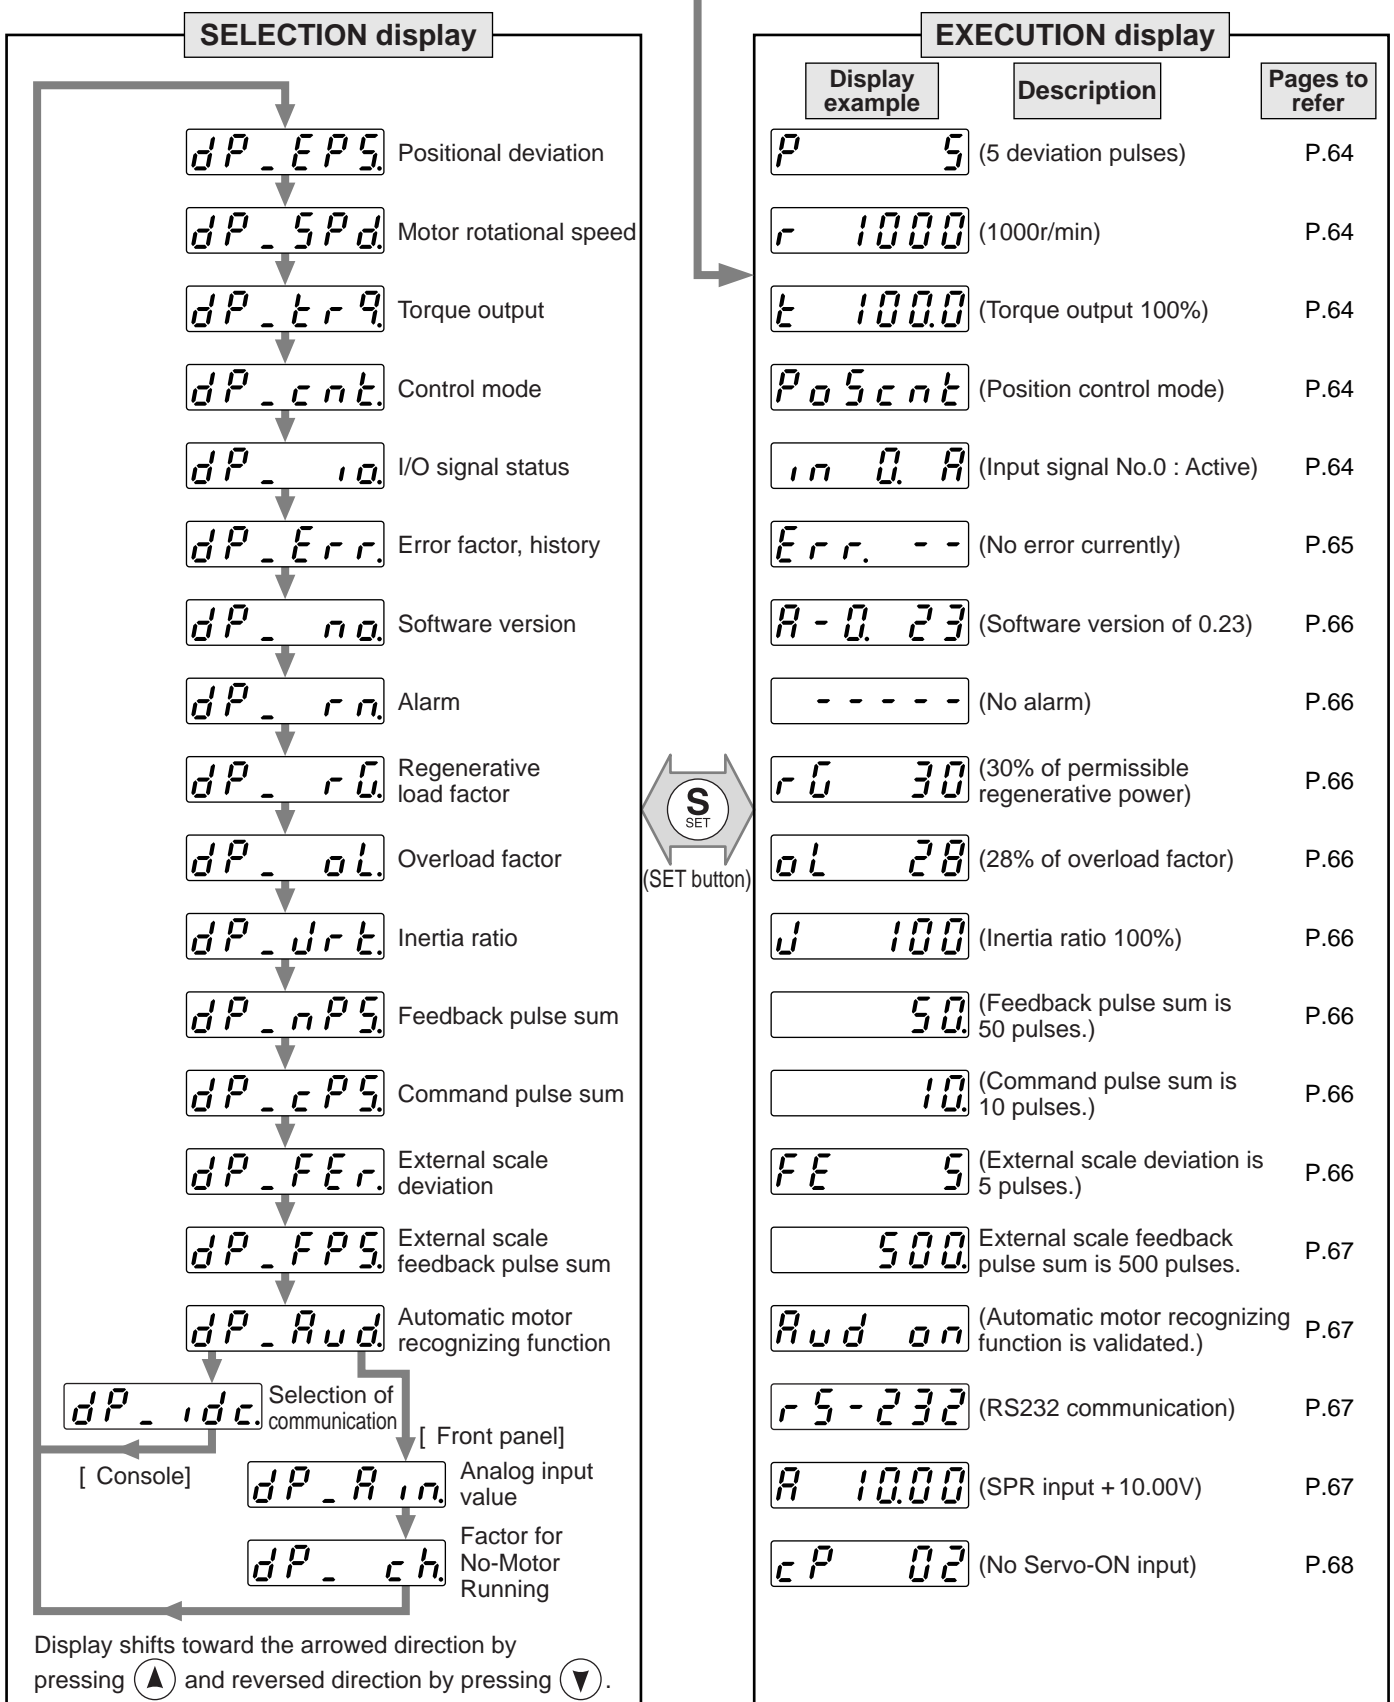 SELECTION display
dP_EPS. Positional deviation
dP_SPd. Motor rotational speed
dP_trq. Torque output
dP_cnt. Control mode
dP_ io. I/O signal status
dP_Err. Error factor, history
dP_ no. Software version
dP_ rn. Alarm
dP_ rG. Regenerative
load factor
dP_ oL. Overload factor
dP_Jrt. Inertia ratio
dP_nPS. Feedback pulse sum
dP_cPS. Command pulse sum
dP_FEr. External scale
deviation
dP_FPS. External scale
feedback pulse sum
dP_Aud. Automatic motor
recognizing function
dP_ idc. Selection of
communication
[ Front panel]
[ Console]
dP_Ain. Analog input
value
dP_ ch. Factor for
No-Motor
Running
Display shifts toward the arrowed direction by
pressing ▲ and reversed direction by pressing ▼.
S
SET
(SET button)
EXECUTION display
Display
example
Description
Pages to
refer
P 5 (5 deviation pulses) P.64
r 1000 (1000r/min) P.64
t 100.0 (Torque output 100%) P.64
PoScnt (Position control mode) P.64
in 0. A (Input signal No.0 : Active) P.64
Err. -- (No error currently) P.65
A-0. 23 (Software version of 0.23) P.66
----- (No alarm) P.66
rG 30 (30% of permissible
regenerative power) P.66
oL 28 (28% of overload factor) P.66
J 100 (Inertia ratio 100%) P.66
50. (Feedback pulse sum is
50 pulses.) P.66
10. (Command pulse sum is
10 pulses.) P.66
FE 5 (External scale deviation is
5 pulses.) P.66
500. External scale feedback
pulse sum is 500 pulses. P.67
Aud on (Automatic motor recognizing
function is validated.) P.67
rS-232 (RS232 communication) P.67
A 10.00 (SPR input +10.00V) P.67
cP 02 (No Servo-ON input) P.68